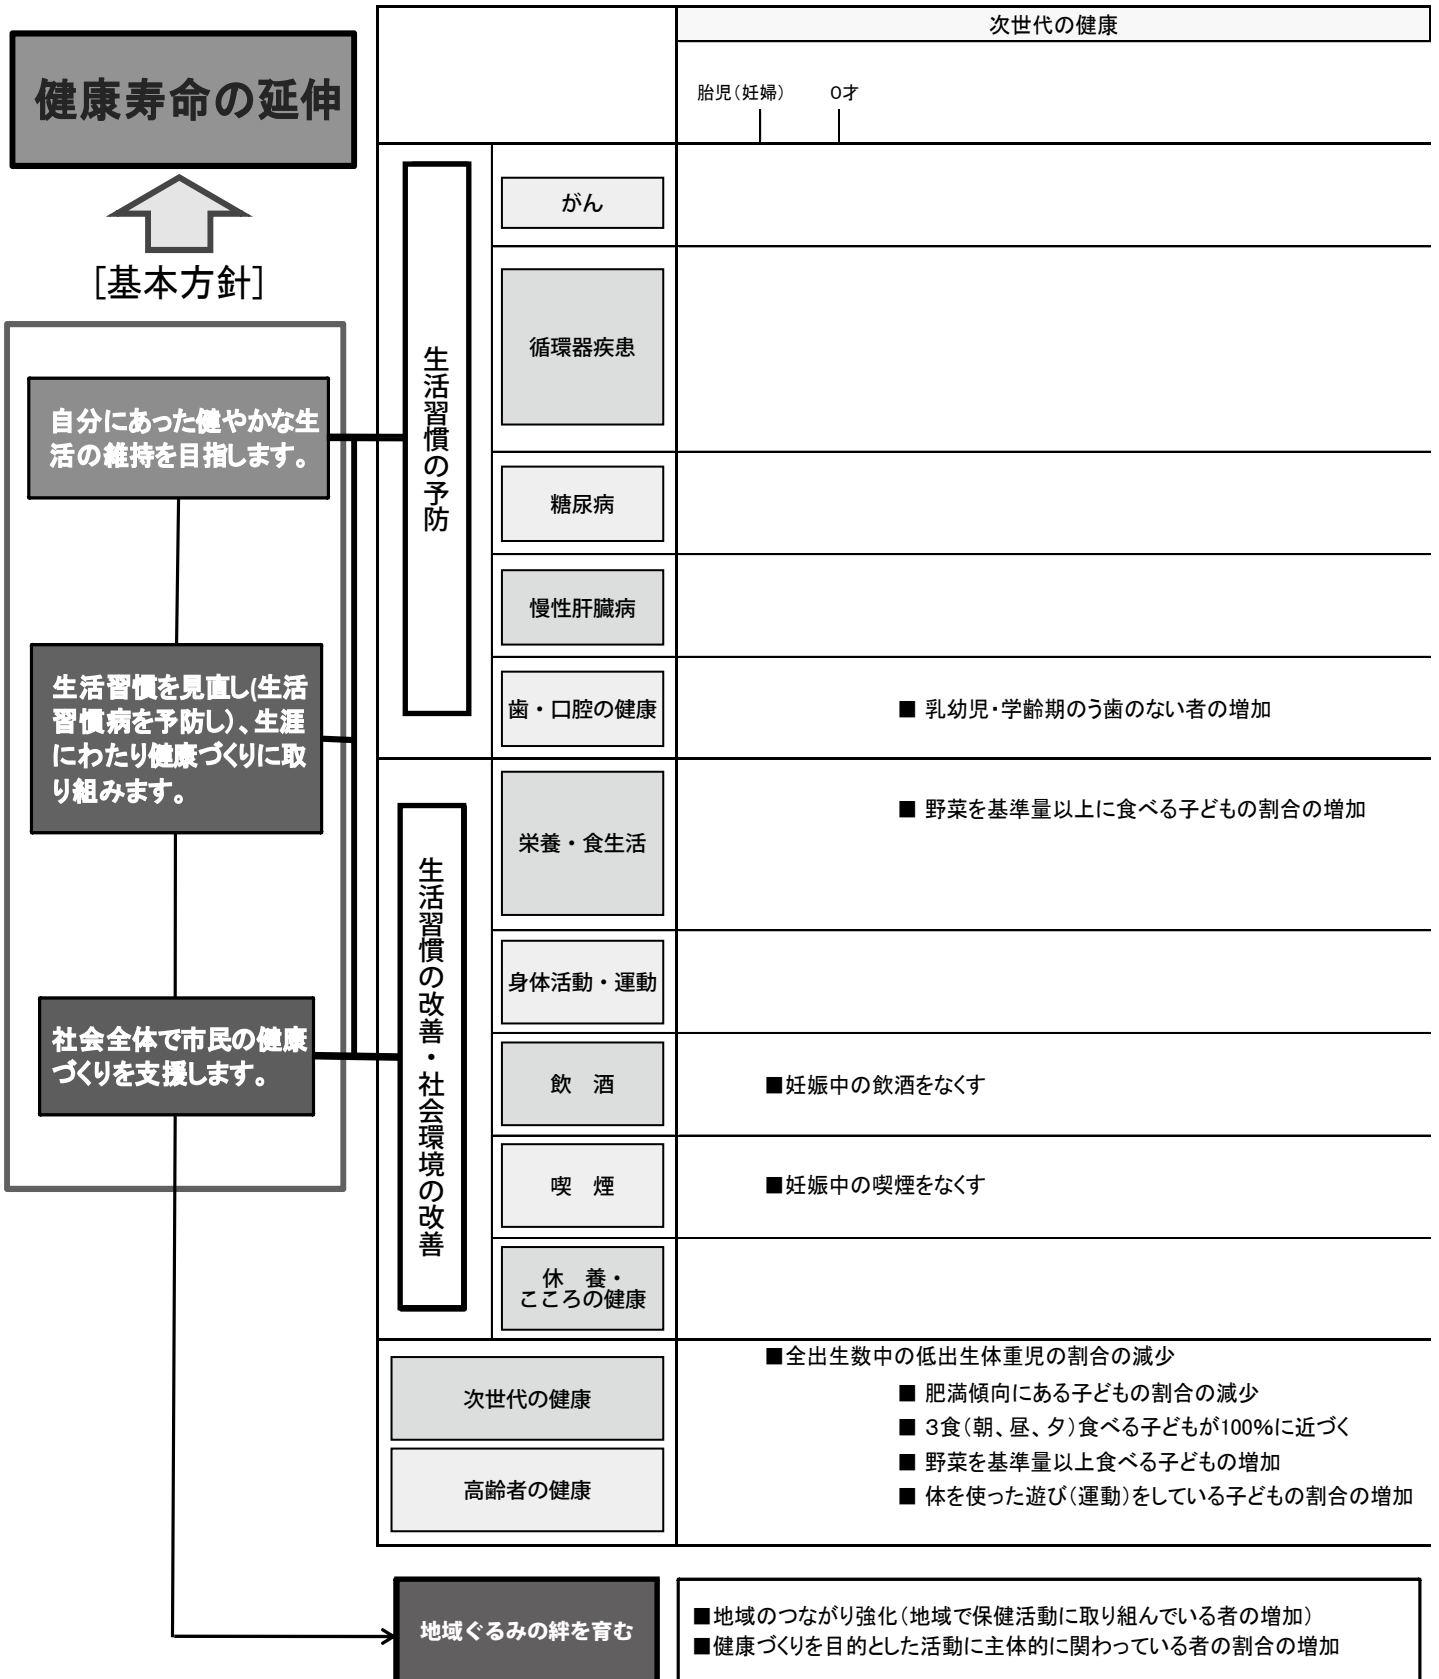 健康寿命の延伸
[基本方針]
自分にあった健やかな生
活の維持を目指します。
生活習慣を見直し(生活
習慣病を予防し)、生涯
にわたり健康づくりに取
り組みます。
社会全体で市民の健康
づくりを支援します。
次世代の健康
胎児(妊婦)
0才
生活習慣の予防
がん
循環器疾患
糖尿病
慢性肝臓病
歯・口腔の健康
■ 乳幼児・学齢期のう歯のない者の増加
生活習慣の改善・社会環境の改善
栄養・食生活
■ 野菜を基準量以上に食べる子どもの割合の増加
身体活動・運動
飲　酒
■妊娠中の飲酒をなくす
喫　煙
■妊娠中の喫煙をなくす
休　養・
こころの健康
次世代の健康
高齢者の健康
■全出生数中の低出生体重児の割合の減少
■ 肥満傾向にある子どもの割合の減少
■ 3食(朝、昼、夕)食べる子どもが100%に近づく
■ 野菜を基準量以上食べる子どもの増加
■ 体を使った遊び(運動)をしている子どもの割合の増加
地域ぐるみの絆を育む
■地域のつながり強化(地域で保健活動に取り組んでいる者の増加)
■健康づくりを目的とした活動に主体的に関わっている者の割合の増加